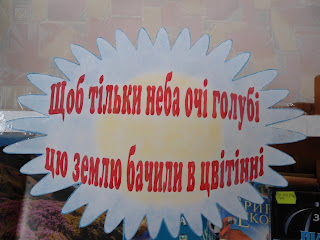 Щоб тільки неба очі голубі
цю землю бачили в цвітінні